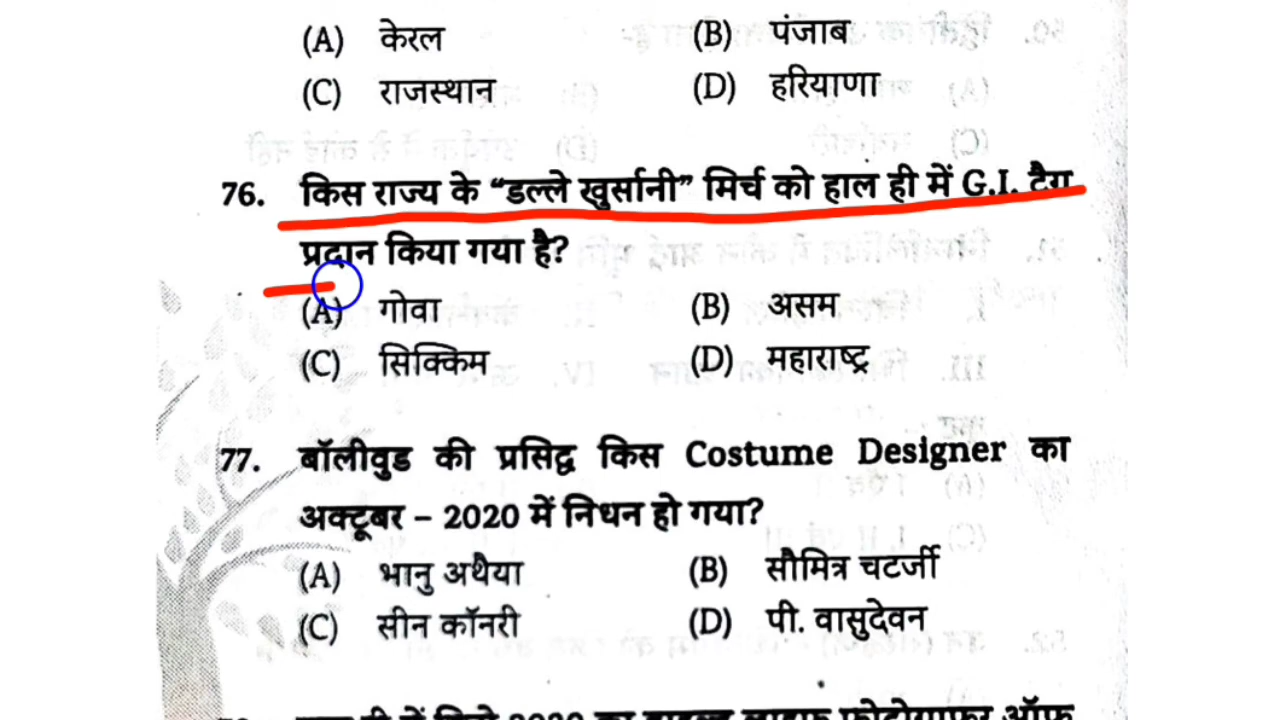 (A) केरल (B) पंजाब
(C) राजस्थान (D) हरियाणा
76. किस राज्य के “डल्ले खुर्सानी” मिर्च को हाल ही में G.I. टैग
प्रदान किया गया है?
(A) गोवा (B) असम
(C) सिक्किम (D) महाराष्ट्र
77. बॉलीवुड की प्रसिद्ध किस Costume Designer का
अक्टूबर – 2020 में निधन हो गया?
(A) भानु अथैया (B) सौमित्र चटर्जी
(C) सीन कॉनरी (D) पी. वासुदेवन